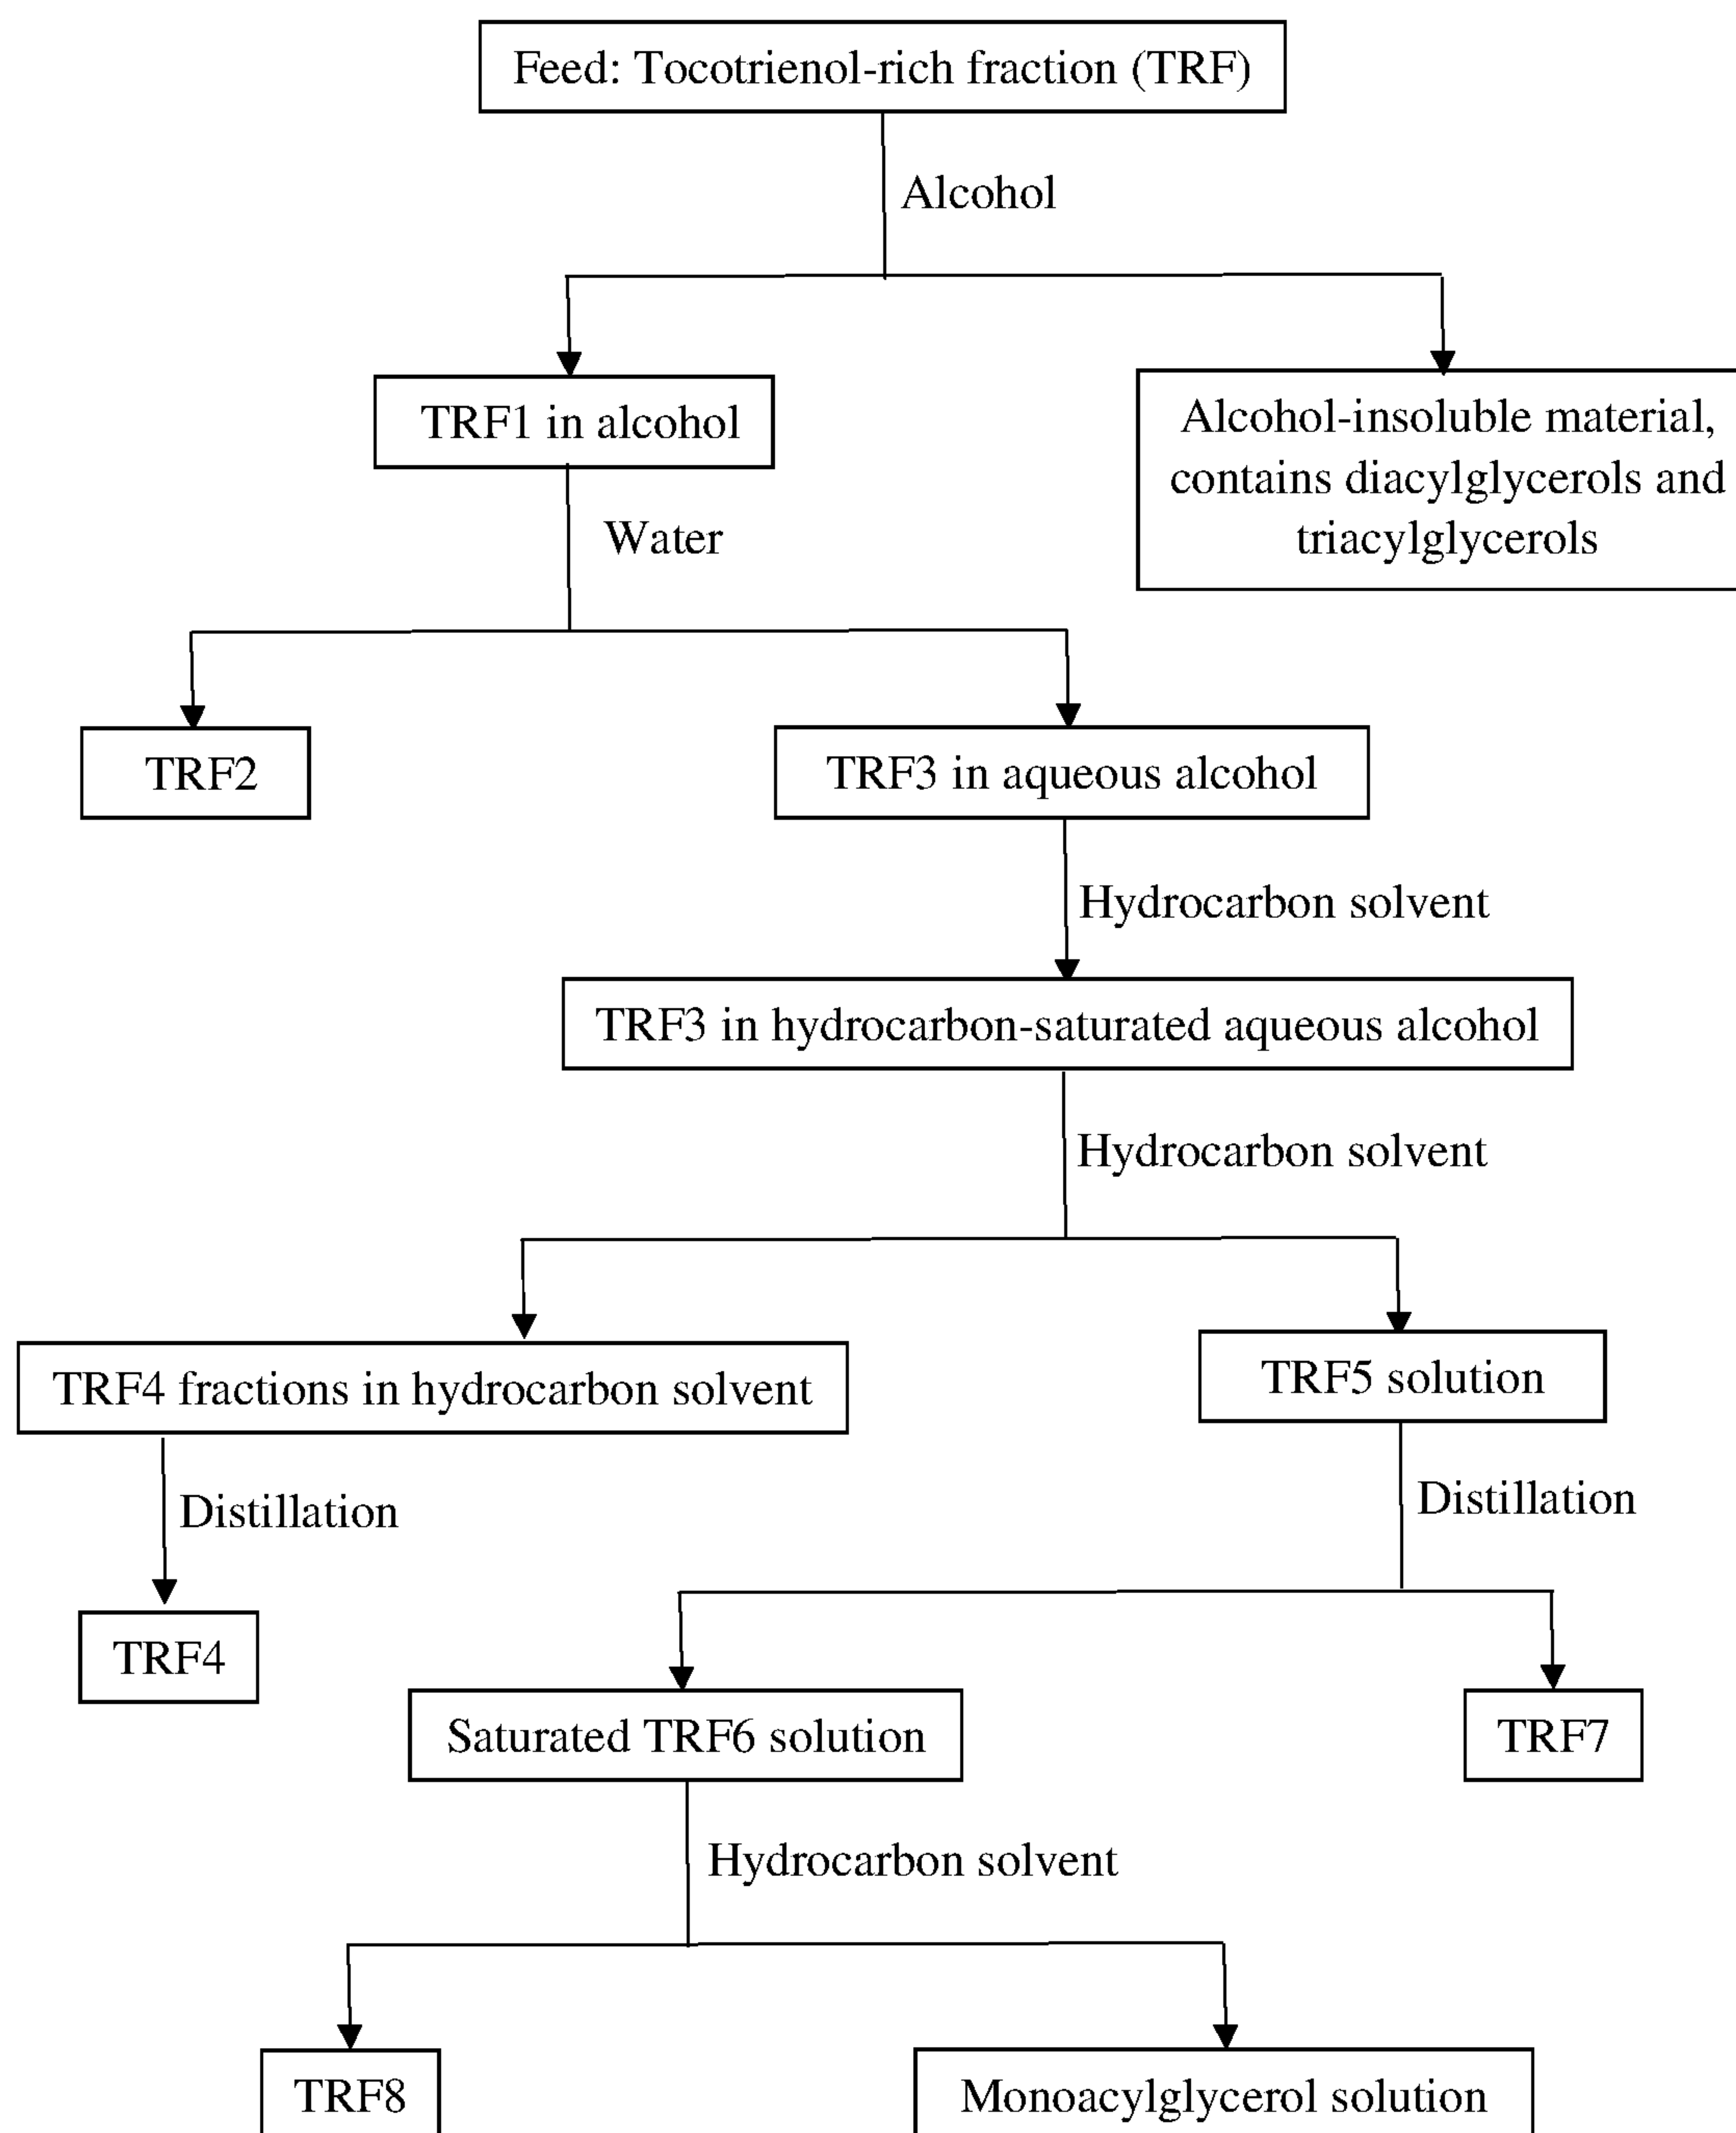 Feed: Tocotrienol-rich fraction (TRF)
Alcohol
TRF1 in alcohol
Alcohol-insoluble material,
contains diacylglycerols and
triacylglycerols
Water
TRF2
TRF3 in aqueous alcohol
Hydrocarbon solvent
TRF3 in hydrocarbon-saturated aqueous alcohol
Hydrocarbon solvent
TRF4 fractions in hydrocarbon solvent
TRF5 solution
Distillation
Distillation
TRF4
Saturated TRF6 solution
TRF7
Hydrocarbon solvent
TRF8
Monoacylglycerol solution